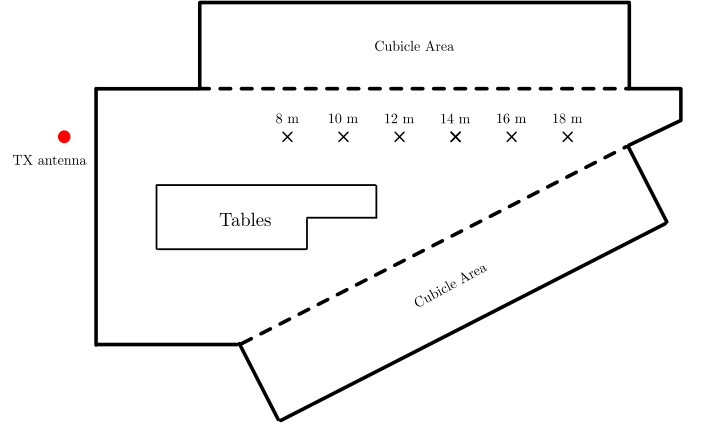 Cubicle Area
8 m 10 m 12 m 14 m 16 m 18 m
TX antenna
Tables
Cubicle Area